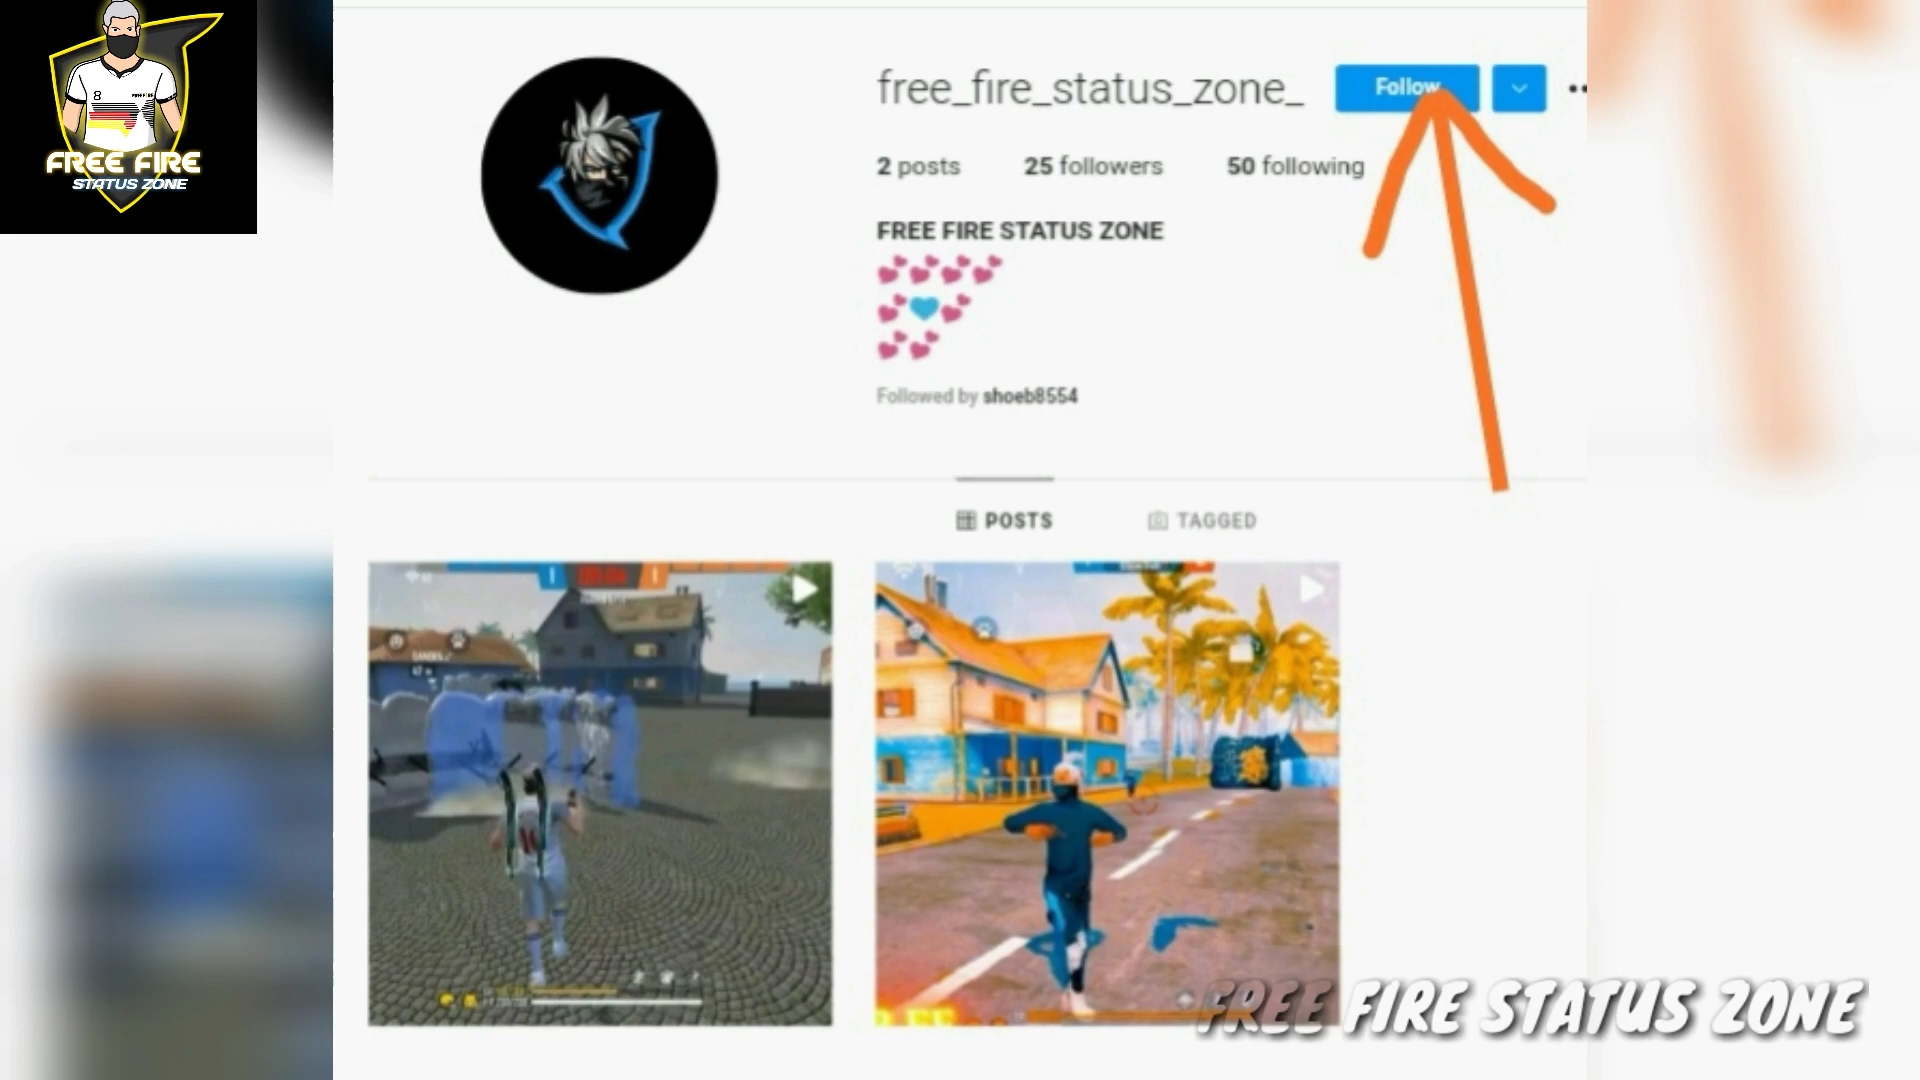 FREE FIRE
STATUS ZONE
8
free_fire_status_zone_
Follow
2 posts
25 followers
50 following
FREE FIRE STATUS ZONE
Followed by shoeb8554
POSTS
TAGGED
FREE FIRE STATUS ZONE